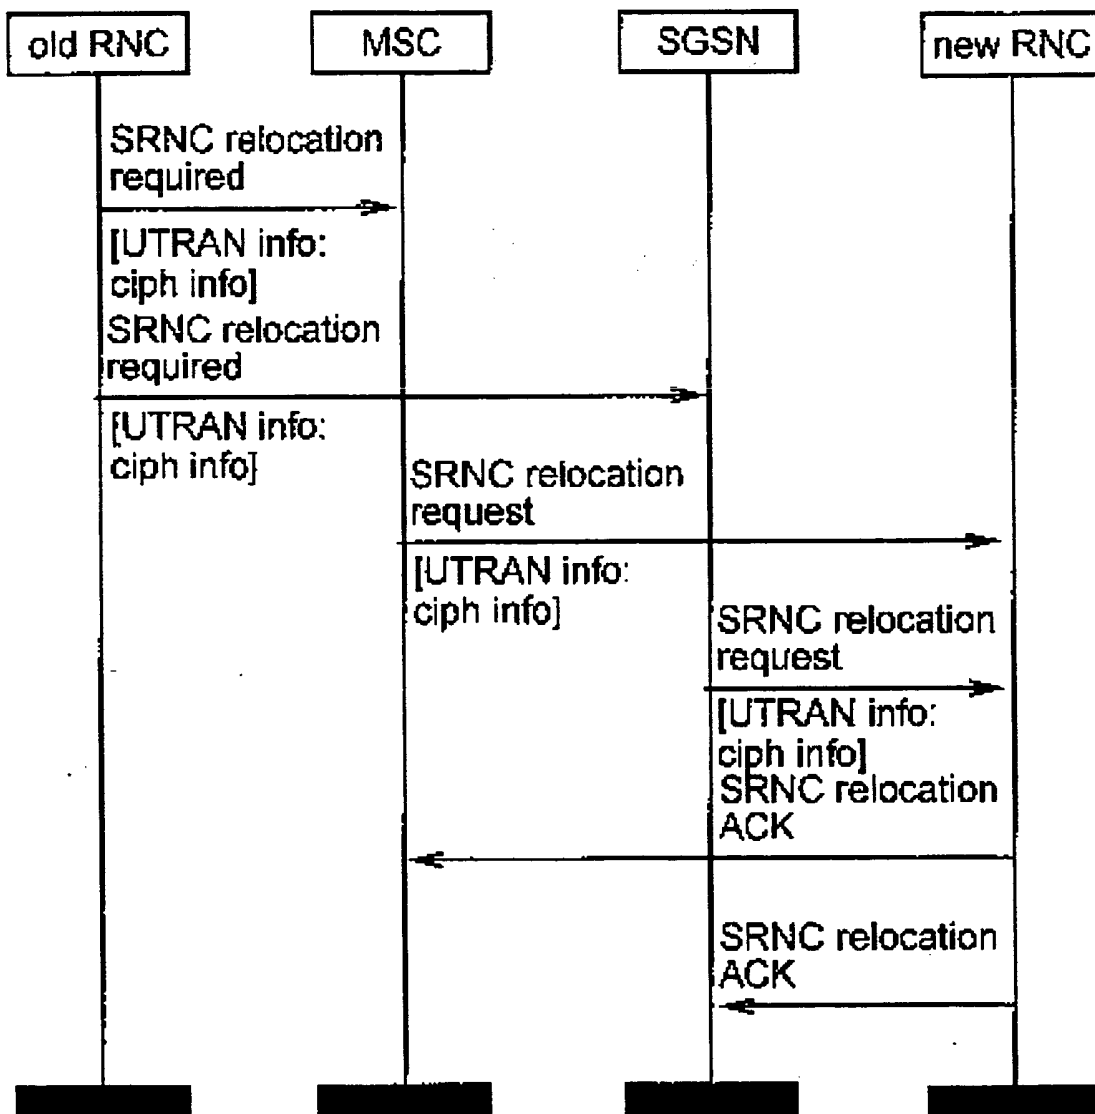 old RNC
MSC
SGSN
new RNC
SRNC relocation
required
[UTRAN info:
ciph info]
SRNC relocation
required
[UTRAN info:
ciph info]
SRNC relocation
request
[UTRAN info:
ciph info]
SRNC relocation
request
[UTRAN info:
ciph info]
SRNC relocation
ACK
SRNC relocation
ACK